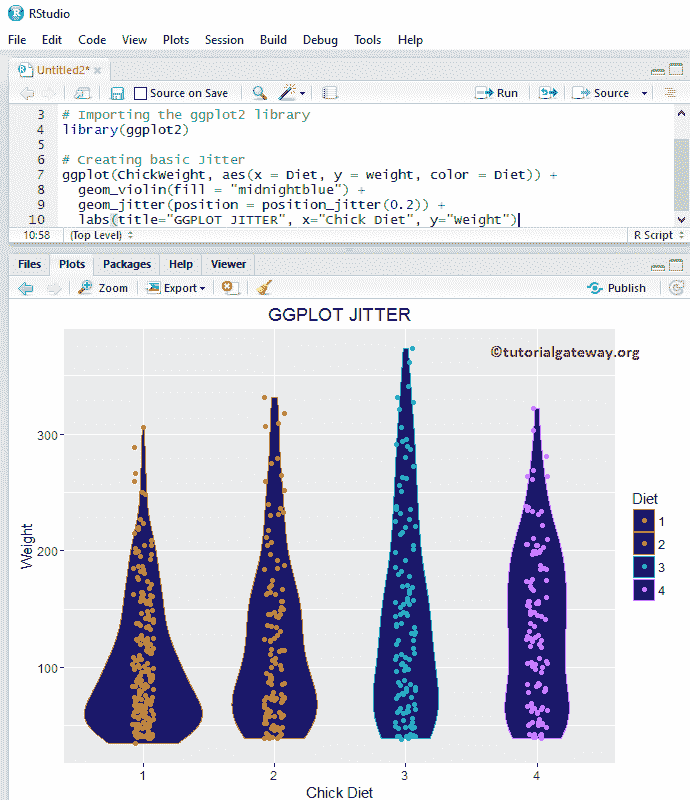 RStudio
File Edit Code View Plots Session Build Debug Tools Help
Untitled2*
Source on Save Run Source
3 # Importing the ggplot2 library
4 library(ggplot2)
5
6 # Creating basic Jitter
7 ggplot(ChickWeight, aes(x = Diet, y = weight, color = Diet)) +
8 geom_violin(fill = "midnightblue") +
9 geom_jitter(position = position_jitter(0.2)) +
10 labs(title="GGPLOT JITTER", x="Chick Diet", y="Weight")
10:58 (Top Level) R Script
Files Plots Packages Help Viewer
Zoom Export Publish
GGPLOT JITTER
©tutorialgateway.org
300
200
100
Weight
1 2 3 4
Chick Diet
Diet
1
2
3
4